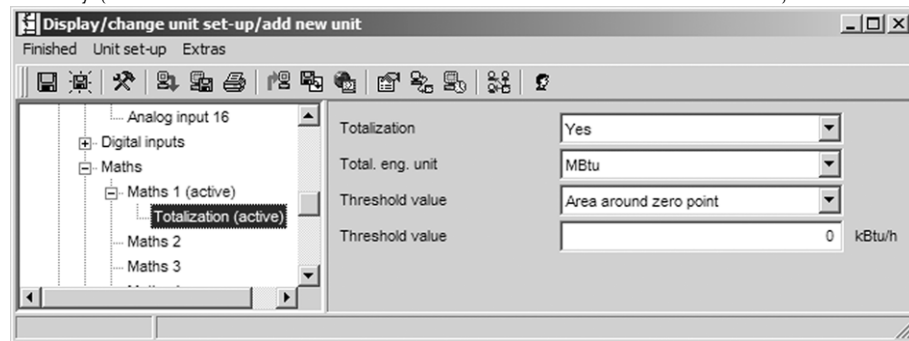 Display/change unit set-up/add new unit
Finished Unit set-up Extras
Analog input 16
Digital inputs
Maths
Maths 1 (active)
Totalization (active)
Maths 2
Maths 3
Totalization Yes
Total. eng. unit MBtu
Threshold value Area around zero point
Threshold value 0 kBtu/h